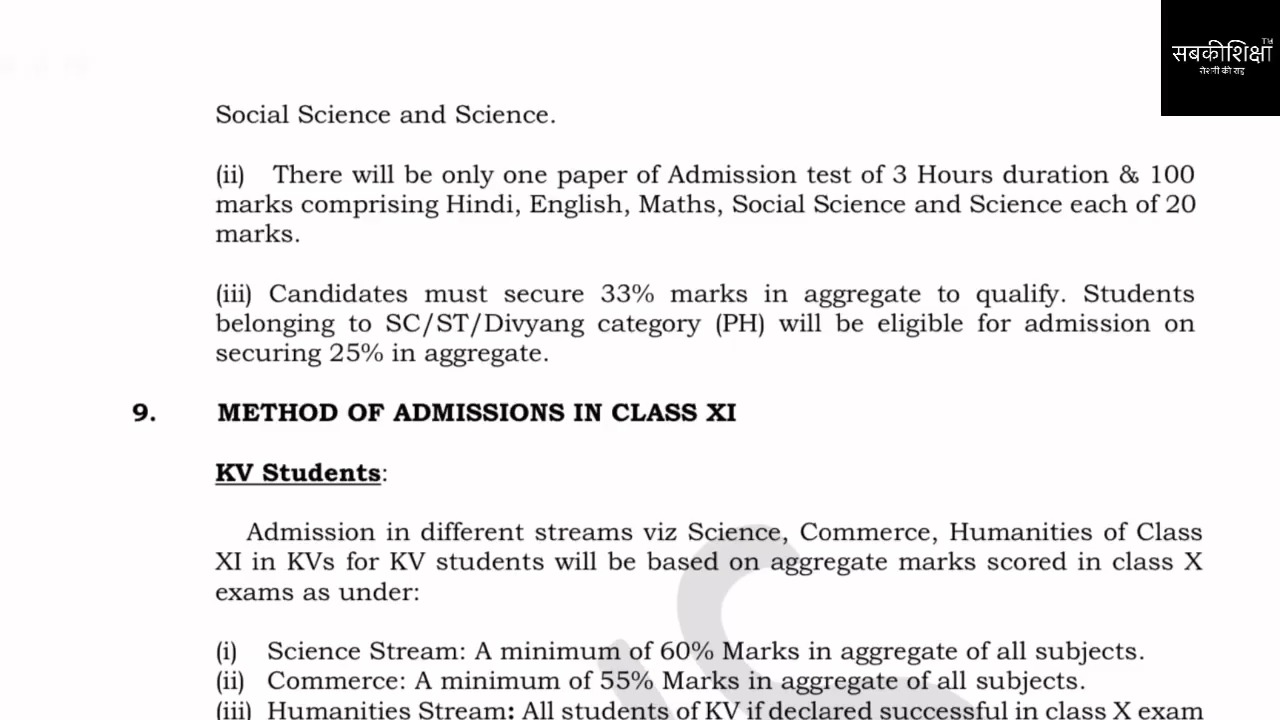 सबकीशिक्षा TM
रोशनी की राह
Social Science and Science.
(ii) There will be only one paper of Admission test of 3 Hours duration & 100
marks comprising Hindi, English, Maths, Social Science and Science each of 20
marks.
(iii) Candidates must secure 33% marks in aggregate to qualify. Students
belonging to SC/ST/Divyang category (PH) will be eligible for admission on
securing 25% in aggregate.
9. METHOD OF ADMISSIONS IN CLASS XI
KV Students:
Admission in different streams viz Science, Commerce, Humanities of Class
XI in KVs for KV students will be based on aggregate marks scored in class X
exams as under:
(i) Science Stream: A minimum of 60% Marks in aggregate of all subjects.
(ii) Commerce: A minimum of 55% Marks in aggregate of all subjects.
(iii) Humanities Stream: All students of KV if declared successful in class X exam